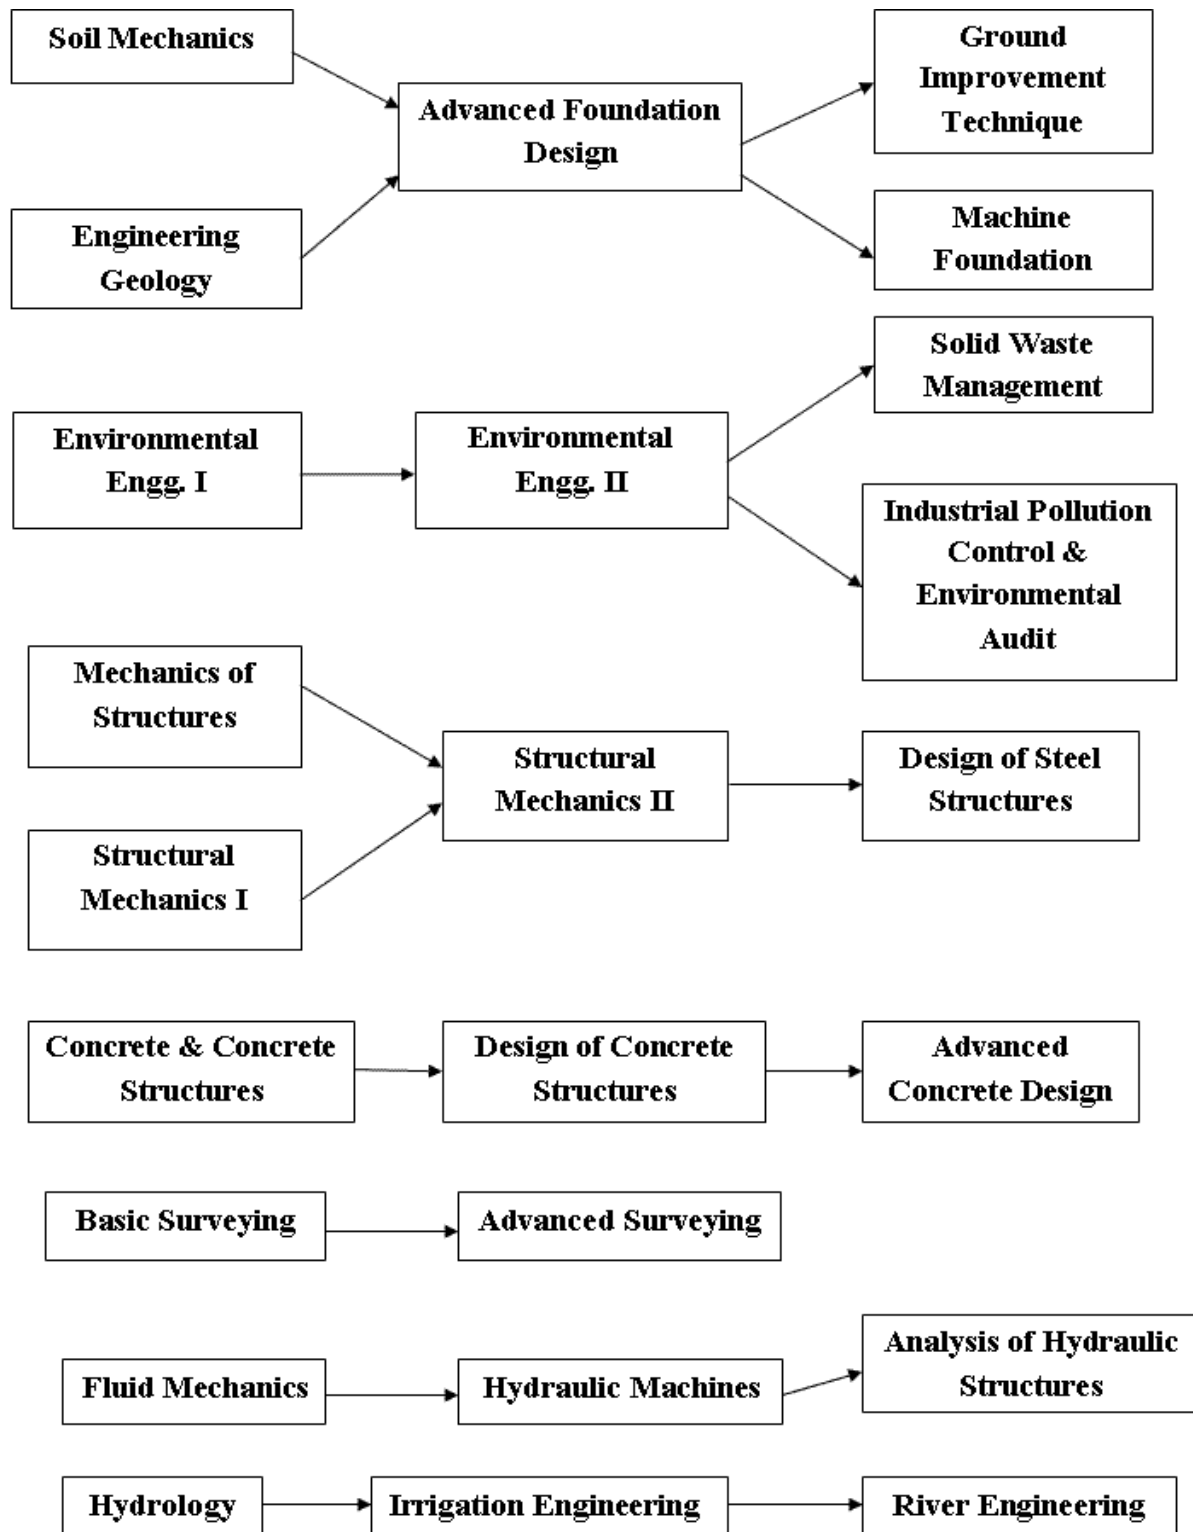 Soil Mechanics
Advanced Foundation
Design
Ground
Improvement
Technique
Engineering
Geology
Machine
Foundation
Environmental
Engg. I
Environmental
Engg. II
Solid Waste
Management
Industrial Pollution
Control &
Environmental
Audit
Mechanics of
Structures
Structural
Mechanics I
Structural
Mechanics II
Design of Steel
Structures
Concrete & Concrete
Structures
Design of Concrete
Structures
Advanced
Concrete Design
Basic Surveying
Advanced Surveying
Fluid Mechanics
Hydraulic Machines
Analysis of Hydraulic
Structures
Hydrology
Irrigation Engineering
River Engineering